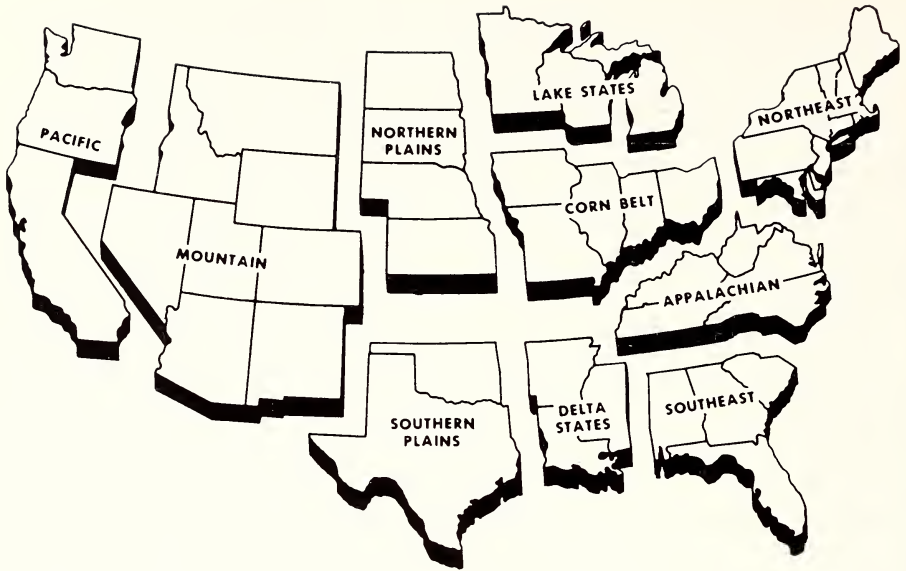 PACIFIC
MOUNTAIN
NORTHERN
PLAINS
LAKE STATES
CORN BELT
NORTHEAST
APPALACHIAN
SOUTHERN
PLAINS
DELTA
STATES
SOUTHEAST